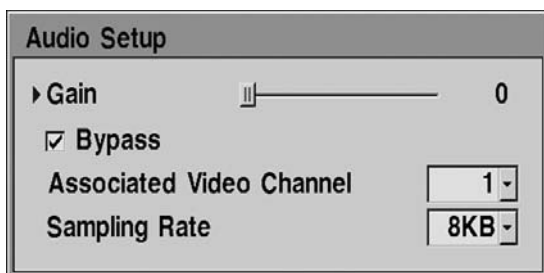 Audio Setup
Gain 0
Bypass
Associated Video Channel 1
Sampling Rate 8KB